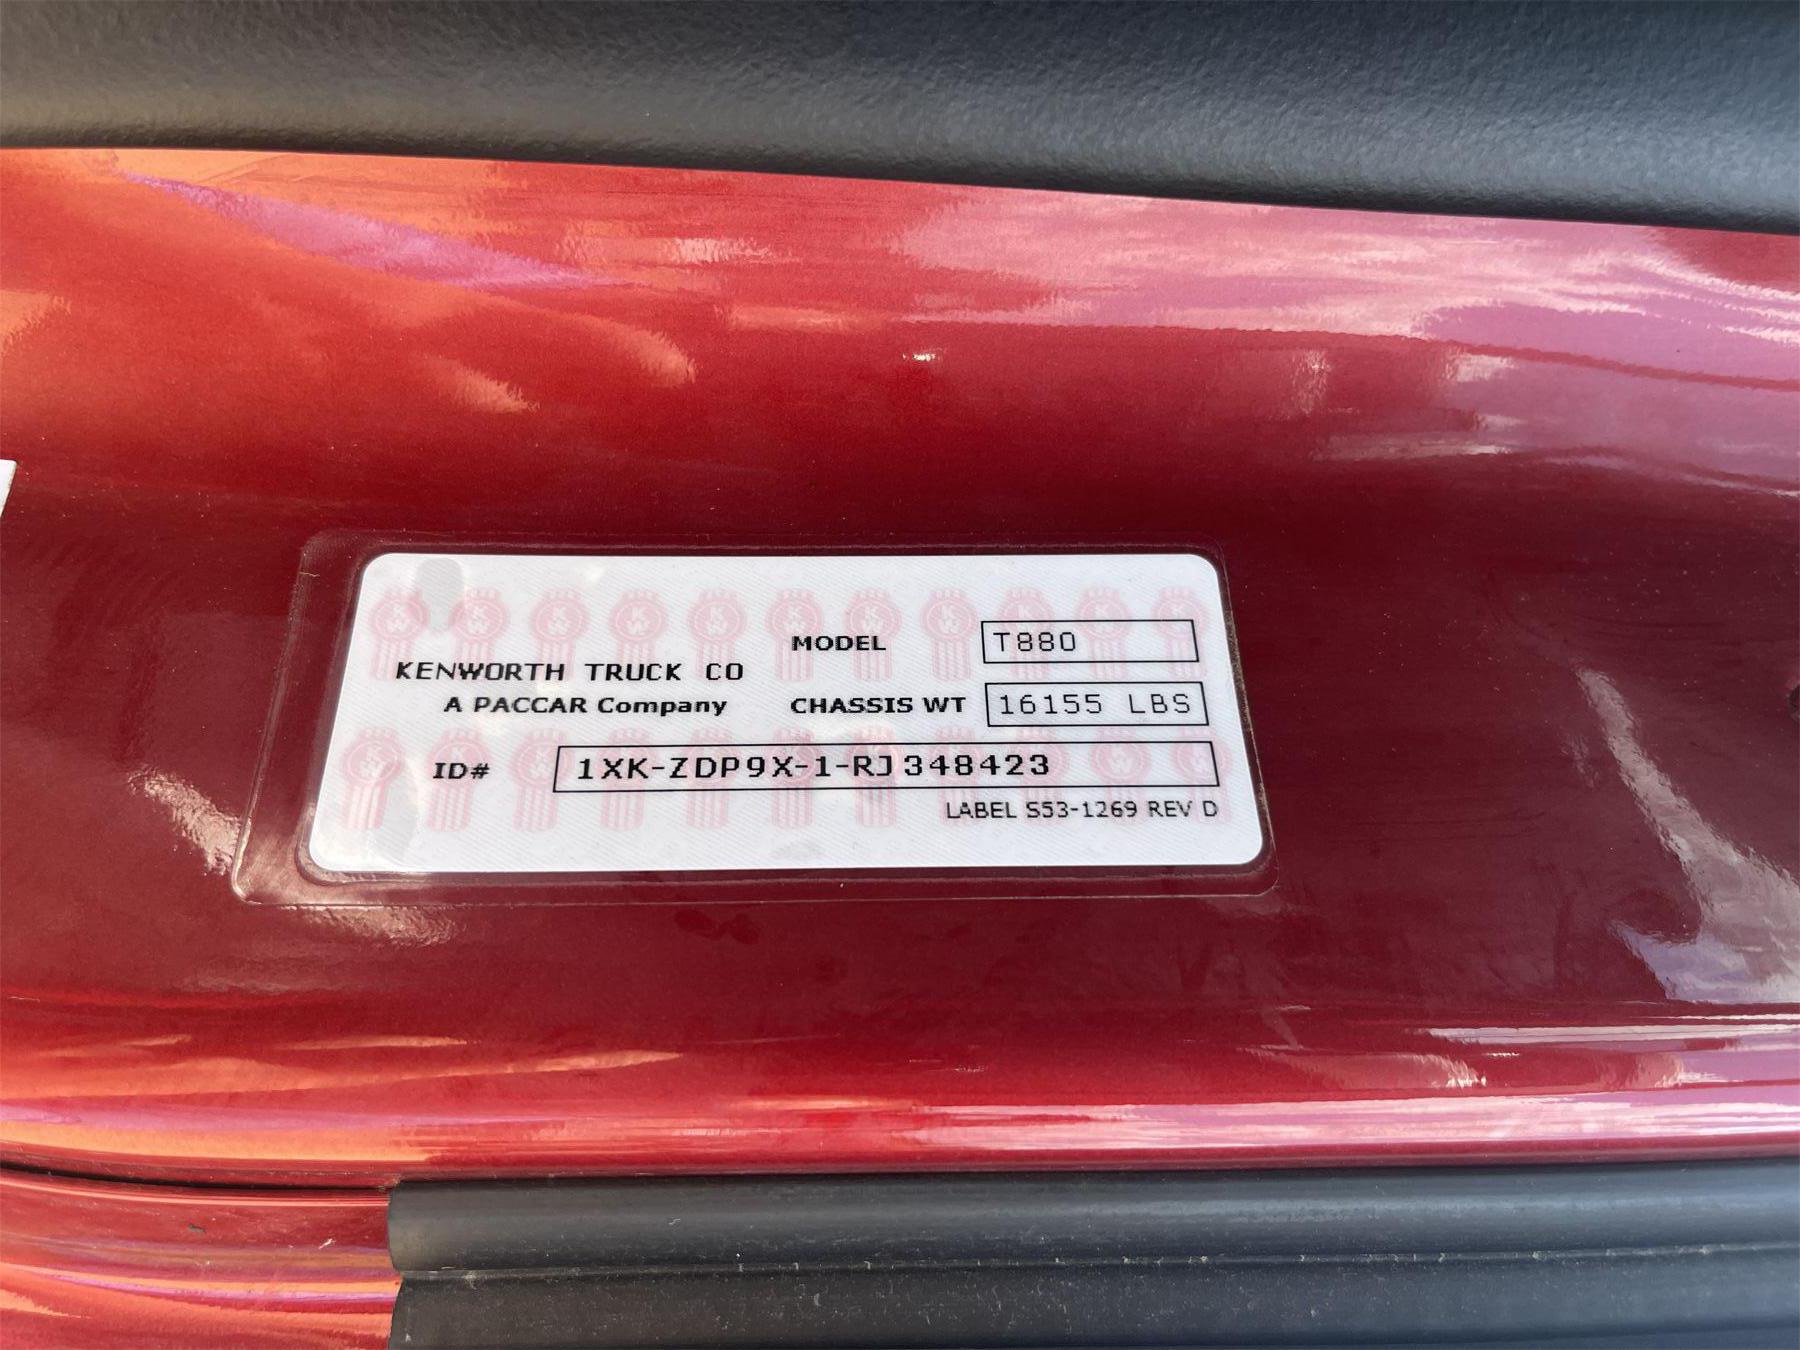 KENWORTH TRUCK CO
A PACCAR Company
MODEL T880
CHASSIS WT 16155 LBS
ID# 1XK-ZDP9X-1-RJ348423
LABEL S53-1269 REV D